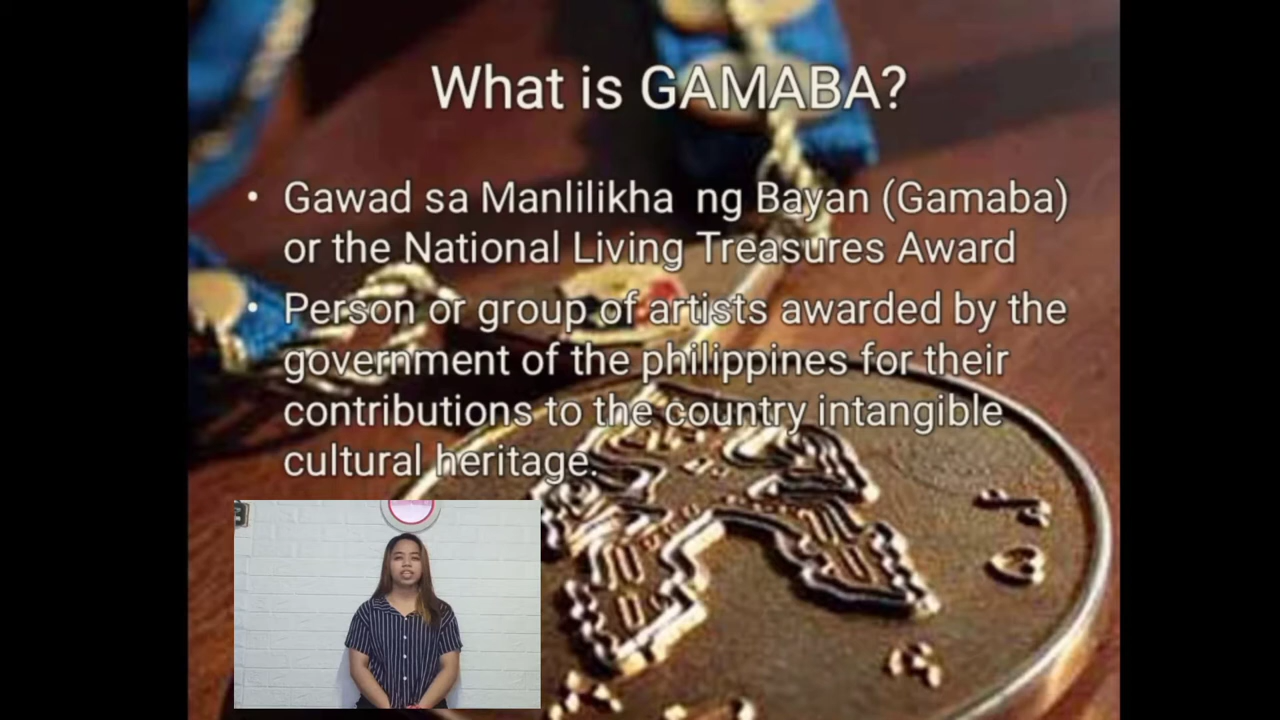 What is GAMABA?
• Gawad sa Manlilikha ng Bayan (Gamaba)
or the National Living Treasures Award
• Person or group of artists awarded by the
government of the philippines for their
contributions to the country intangible
cultural heritage.